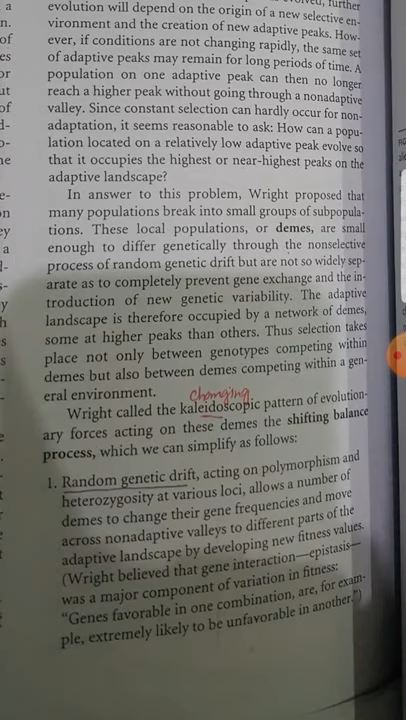 evolved, further
evolution will depend on the origin of a new selective en-
vironment and the creation of new adaptive peaks. How-
ever, if conditions are not changing rapidly, the same set
of adaptive peaks may remain for long periods of time. A
population on one adaptive peak can then no longer
reach a higher peak without going through a nonadaptive
valley. Since constant selection can hardly occur for non-
adaptation, it seems reasonable to ask: How can a popu-
lation located on a relatively low adaptive peak evolve so
that it occupies the highest or near-highest peaks on the
adaptive landscape?
In answer to this problem, Wright proposed that
many populations break into small groups of subpopula-
tions. These local populations, or demes, are small
enough to differ genetically through the nonselective
process of random genetic drift but are not so widely sep-
arate as to completely prevent gene exchange and the in-
troduction of new genetic variability. The adaptive
landscape is therefore occupied by a network of demes,
some at higher peaks than others. Thus selection takes
place not only between genotypes competing within
demes but also between demes competing within a gen-
eral environment.
changing
Wright called the kaleidoscopic pattern of evolution-
ary forces acting on these demes the shifting balance
process, which we can simplify as follows:
1. Random genetic drift, acting on polymorphism and
heterozygosity at various loci, allows a number of
demes to change their gene frequencies and move
across nonadaptive valleys to different parts of the
adaptive landscape by developing new fitness values.
(Wright believed that gene interaction—epistasis—
was a major component of variation in fitness:
"Genes favorable in one combination, are, for exam-
ple, extremely likely to be unfavorable in another.")